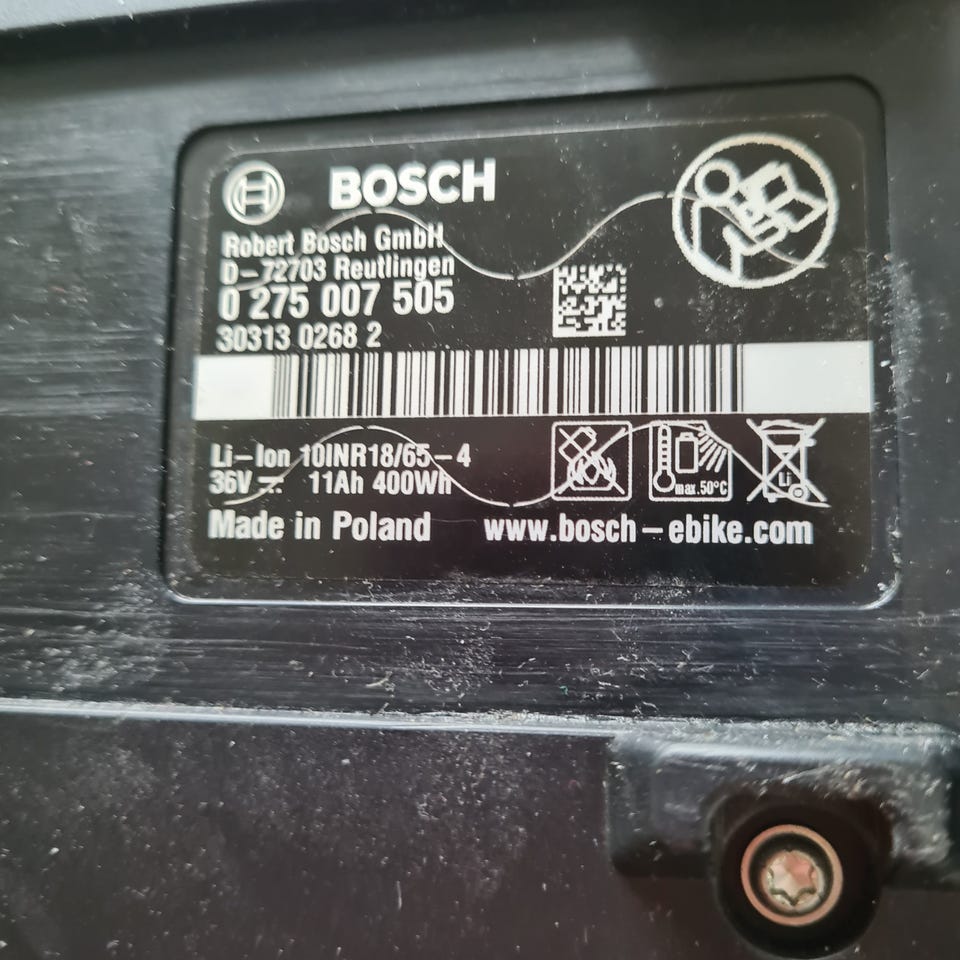 BOSCH
Robert Bosch GmbH
D-72703 Reutlingen
0 275 007 505
30313 0268 2
Li-Ion 10INR18/65-4
36V ⎓ 11Ah 400Wh
max.50°C
Li
Made in Poland
www.bosch-ebike.com